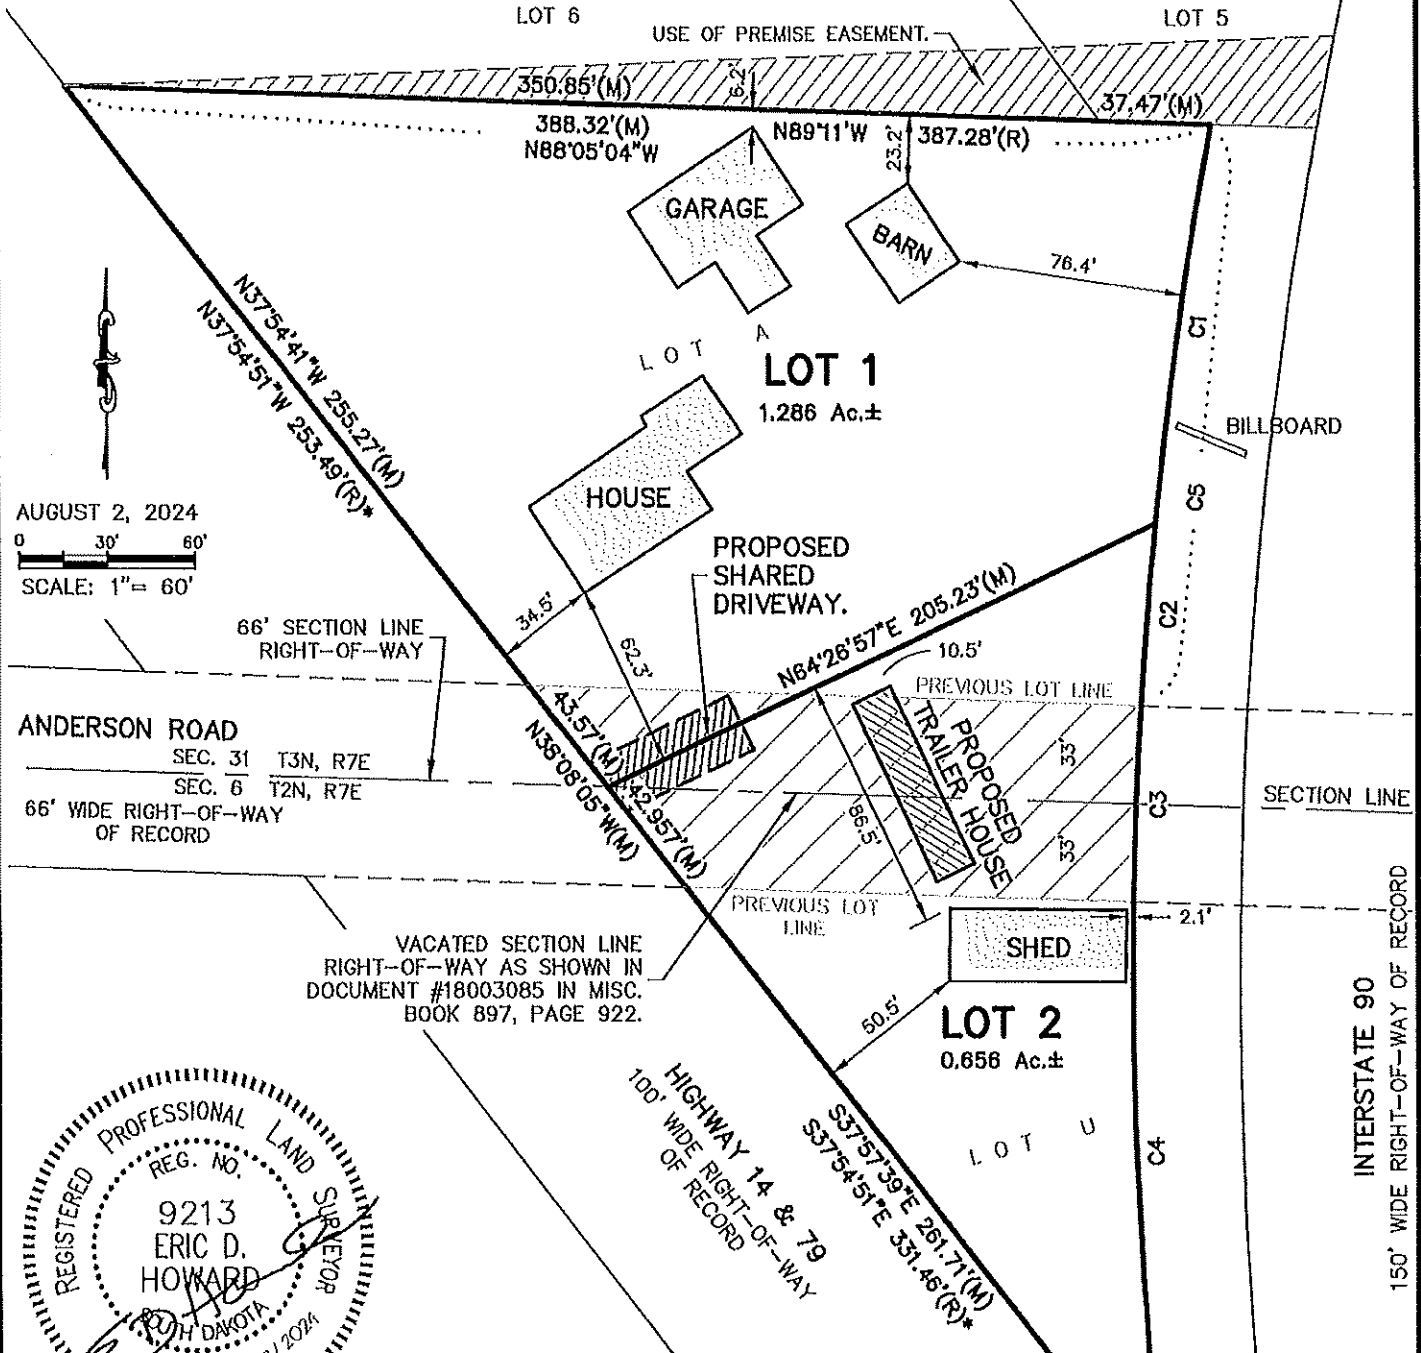 LOT 6
LOT 5
USE OF PREMISE EASEMENT.
350.85'(M)
6.2'
37.47'(M)
388.32'(M)
N88°05'04"W
N89°11'W
387.28'(R)
23.2'
GARAGE
BARN
76.4'
C1
N37°54'41"W 255.27'(M)
N37°54'51"W 253.49'(R)*
LOT A
LOT 1
1.286 Ac.±
BILLBOARD
HOUSE
C5
AUGUST 2, 2024
0 30' 60'
SCALE: 1"= 60'
PROPOSED
SHARED
DRIVEWAY.
34.5'
62.3'
N64°26'57"E 205.23'(M)
C2
66' SECTION LINE
RIGHT-OF-WAY
10.5'
PREVIOUS LOT LINE
ANDERSON ROAD
SEC. 31 T3N, R7E
SEC. 6 T2N, R7E
66' WIDE RIGHT-OF-WAY
OF RECORD
43.57'(M)
42.957'(M)
N38°08'05"W(M)
PROPOSED
TRAILER HOUSE
86.5'
33'
33'
C3
SECTION LINE
PREVIOUS LOT
LINE
2.1'
SHED
VACATED SECTION LINE
RIGHT-OF-WAY AS SHOWN IN
DOCUMENT #18003085 IN MISC.
BOOK 897, PAGE 922.
50.5'
LOT 2
0.656 Ac.±
HIGHWAY 14 & 79
100' WIDE RIGHT-OF-WAY
OF RECORD
S37°57'39"E 261.71'(M)
S37°54'51"E 331.46'(R)*
LOT U
C4
INTERSTATE 90
150' WIDE RIGHT-OF-WAY OF RECORD
REGISTERED PROFESSIONAL LAND SURVEYOR
REG. NO.
9213
ERIC D.
HOWARD
SOUTH DAKOTA
2024